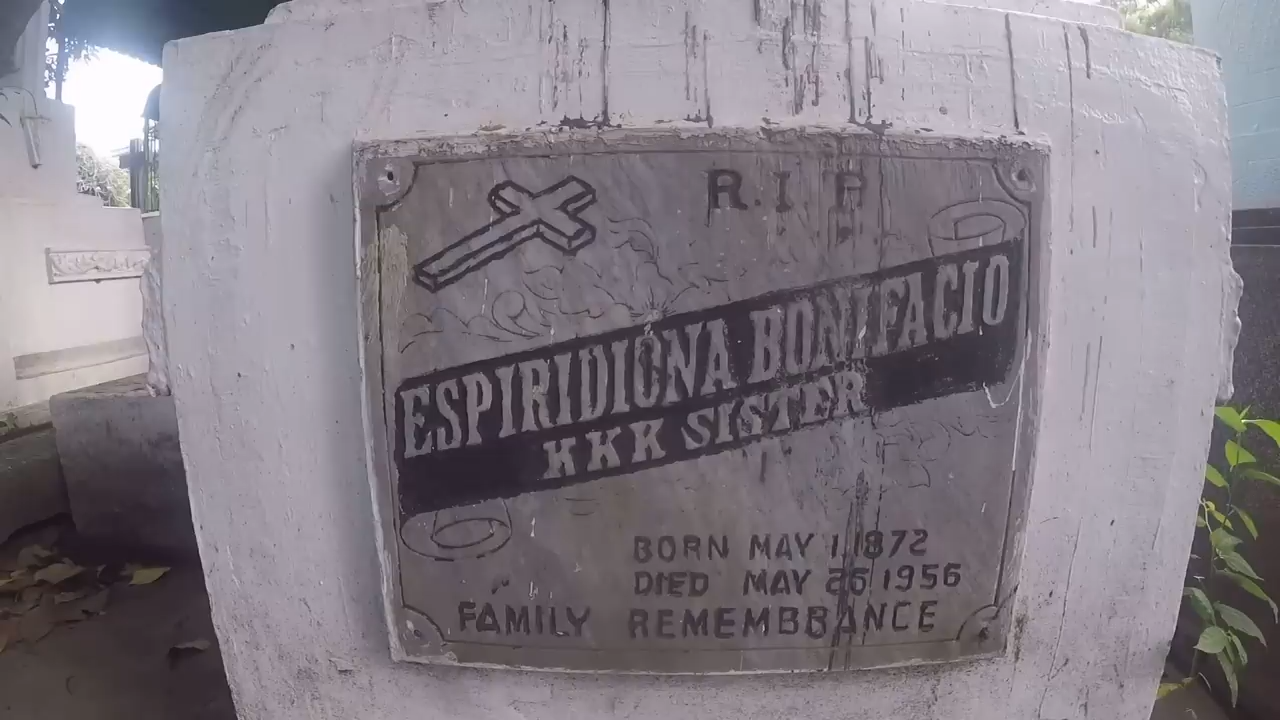 R.I.P
ESPIRIDIONA BONIFACIO
KKK SISTER
BORN MAY 1, 1872
DIED MAY 26 1956
FAMILY REMEMBRANCE